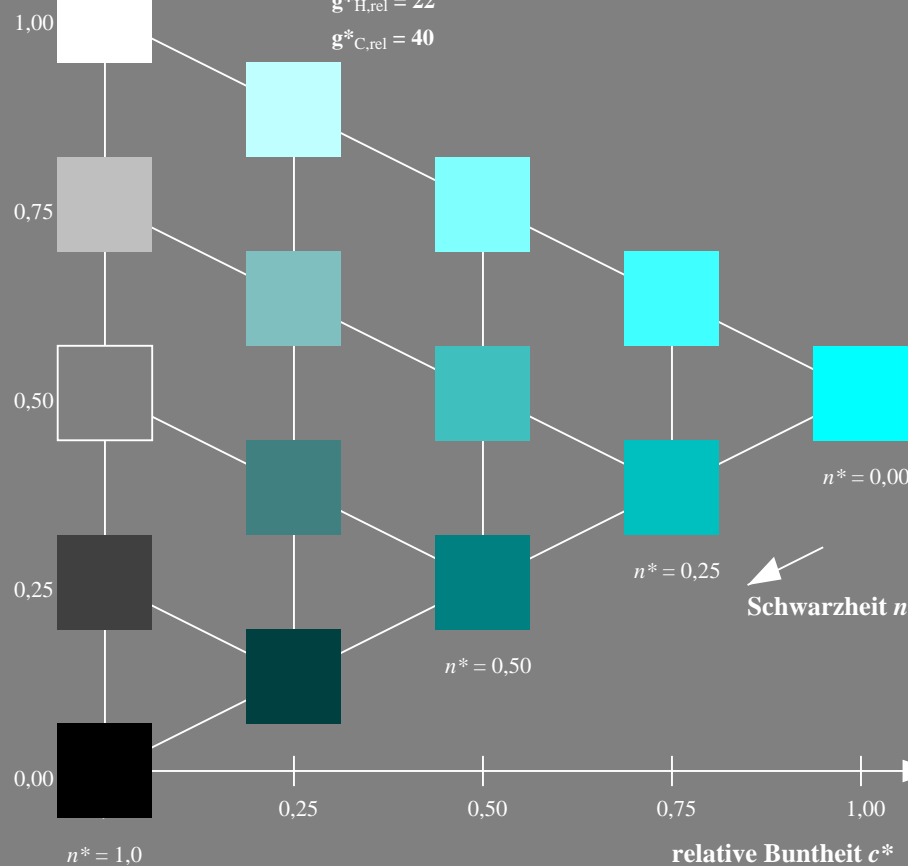 g*H,rel = 22
1,00
g*C,rel = 40
0,75
0,50
n* = 0,00
n* = 0,25
0,25
Schwarzheit n
n* = 0,50
0,00
0,25 0,50 0,75 1,00
n* = 1,0
relative Buntheit c*